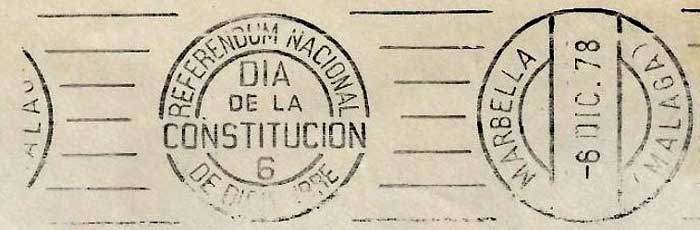 REFERENDUM NACIONAL
DIA
DE LA
CONSTITUCION
6
DE DICIEMBRE
MARBELLA
-6 DIC. 78
(MALAGA)